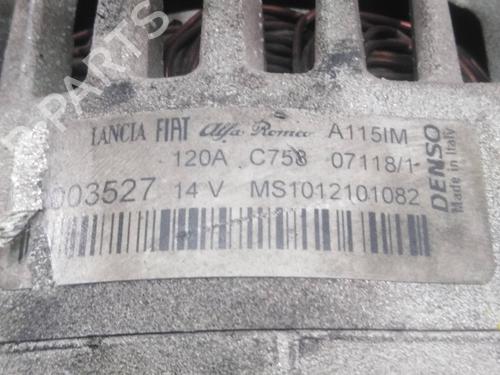 B-PARTS
LANCIA FIAT Alfa Romeo A115IM
120A C758 07118/1
003527 14 V MS1012101082
DENSO
Made in Italy